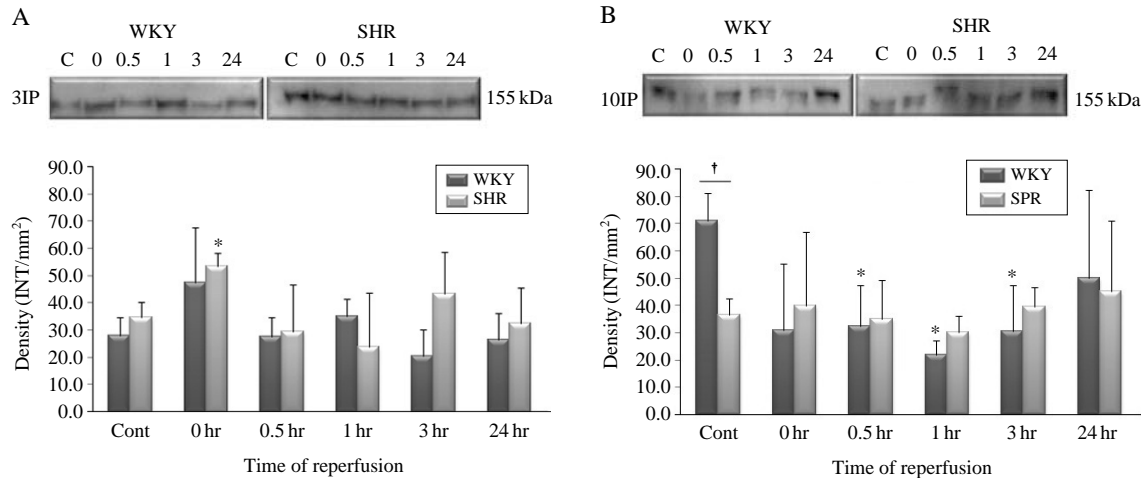 A
WKY SHR
C 0 0.5 1 3 24 C 0 0.5 1 3 24
3IP 155 kDa
90.0
80.0
70.0
60.0
50.0
40.0
30.0
20.0
10.0
0.0
Density (INT/mm²)
WKY
SHR
*
Cont 0 hr 0.5 hr 1 hr 3 hr 24 hr
Time of reperfusion
B
WKY SHR
C 0 0.5 1 3 24 C 0 0.5 1 3 24
10IP 155 kDa
90.0
80.0
70.0
60.0
50.0
40.0
30.0
20.0
10.0
0.0
Density (INT/mm²)
†
WKY
SPR
* * *
Cont 0 hr 0.5 hr 1 hr 3 hr 24 hr
Time of reperfusion